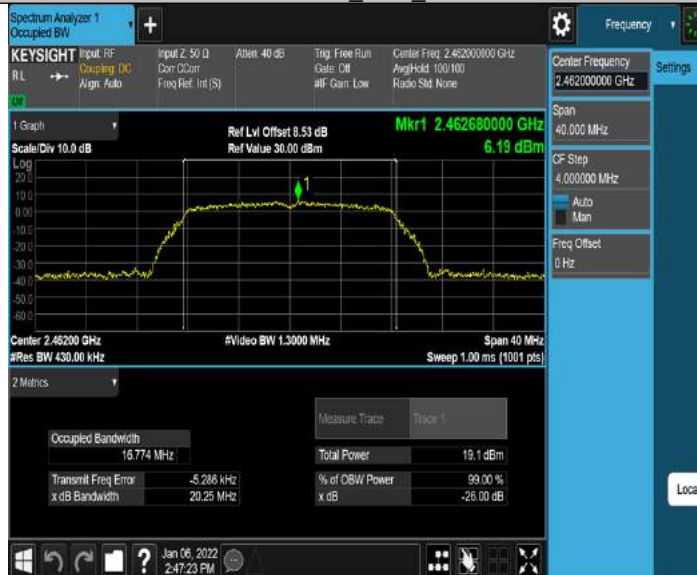 Spectrum Analyzer 1
Occupied BW
+
Frequency
KEYSIGHT
Input: RF
Coupling: DC
Align: Auto
Input Z: 50 Ω
Corr CCorr
Freq Ref: Int (S)
Atten: 40 dB
Trig: Free Run
Gate: Off
#IF Gain: Low
Center Freq: 2.462000000 GHz
Avg|Hold: 100/100
Radio Std: None
RL
Center Frequency
2.462000000 GHz
Settings
Span
40.000 MHz
CF Step
4.000000 MHz
Auto
Man
Freq Offset
0 Hz
1 Graph
Scale/Div 10.0 dB
Ref Lvl Offset 8.53 dB
Ref Value 30.00 dBm
Mkr1 2.462680000 GHz
6.19 dBm
Log
20.0
10.0
0.00
-10.0
-20.0
-30.0
-40.0
-50.0
-60.0
1
Center 2.46200 GHz
#Res BW 430.00 kHz
#Video BW 1.3000 MHz
Span 40 MHz
Sweep 1.00 ms (1001 pts)
2 Metrics
Measure Trace
Trace 1
Occupied Bandwidth
16.774 MHz
Total Power
19.1 dBm
Transmit Freq Error
-5.286 kHz
% of OBW Power
99.00 %
x dB Bandwidth
20.25 MHz
x dB
-26.00 dB
Loca
?
Jan 06, 2022
2:47:23 PM